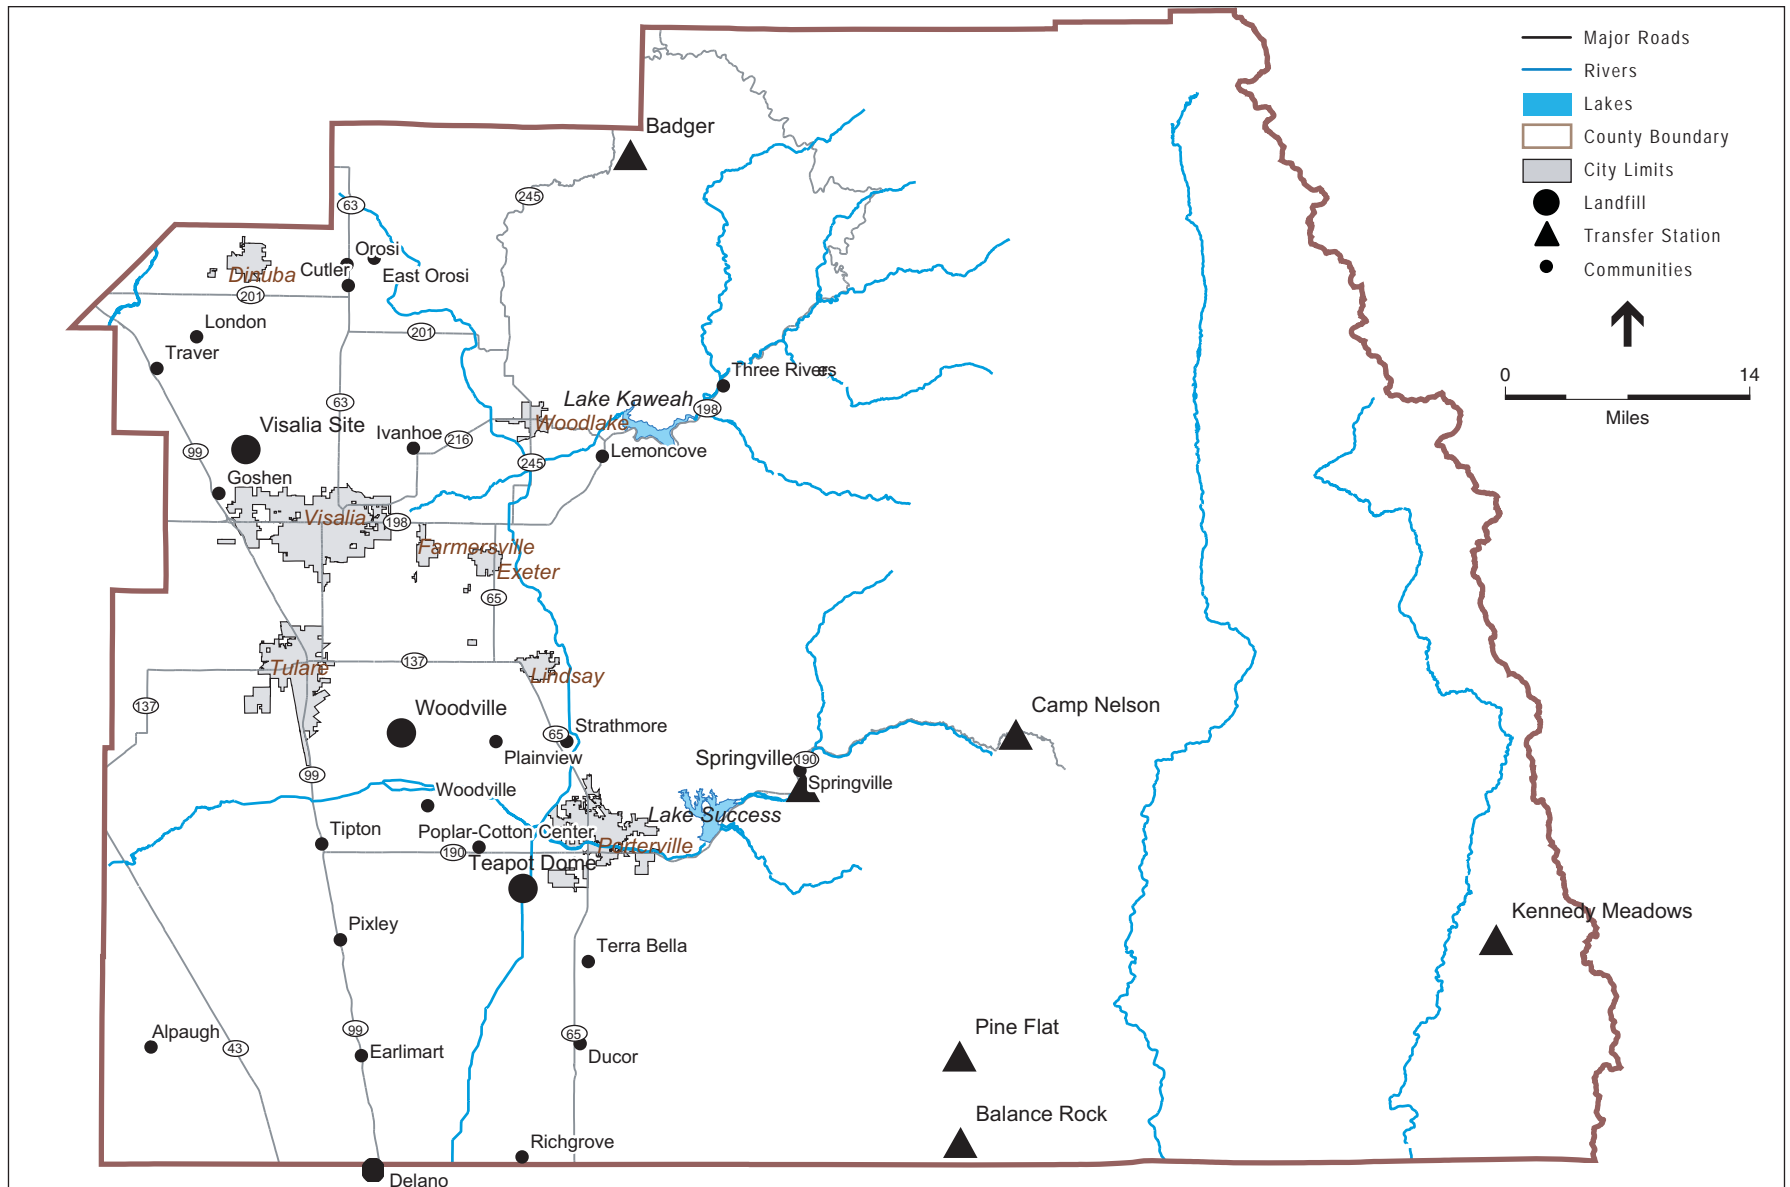 Major Roads
Rivers
Lakes
County Boundary
City Limits
Landfill
Transfer Station
Communities
0 14
Miles
Badger
245
63
Orosi
Cutler
East Orosi
Dinuba
201
London
201
Traver
Three Rivers
Lake Kaweah
198
63
Visalia Site
Ivanhoe
216
Woodlake
99
Lemoncove
245
Goshen
Visalia
198
Farmersville
Exeter
65
137
Tulare
Lindsay
137
Woodville
Camp Nelson
65
Strathmore
Plainview
Springville
190
99
Springville
Woodville
Lake Success
Tipton
Poplar-Cotton Center
Porterville
190
Teapot Dome
Kennedy Meadows
Pixley
Terra Bella
Pine Flat
Alpaugh
43
99
Earlimart
65
Ducor
Balance Rock
Richgrove
Delano